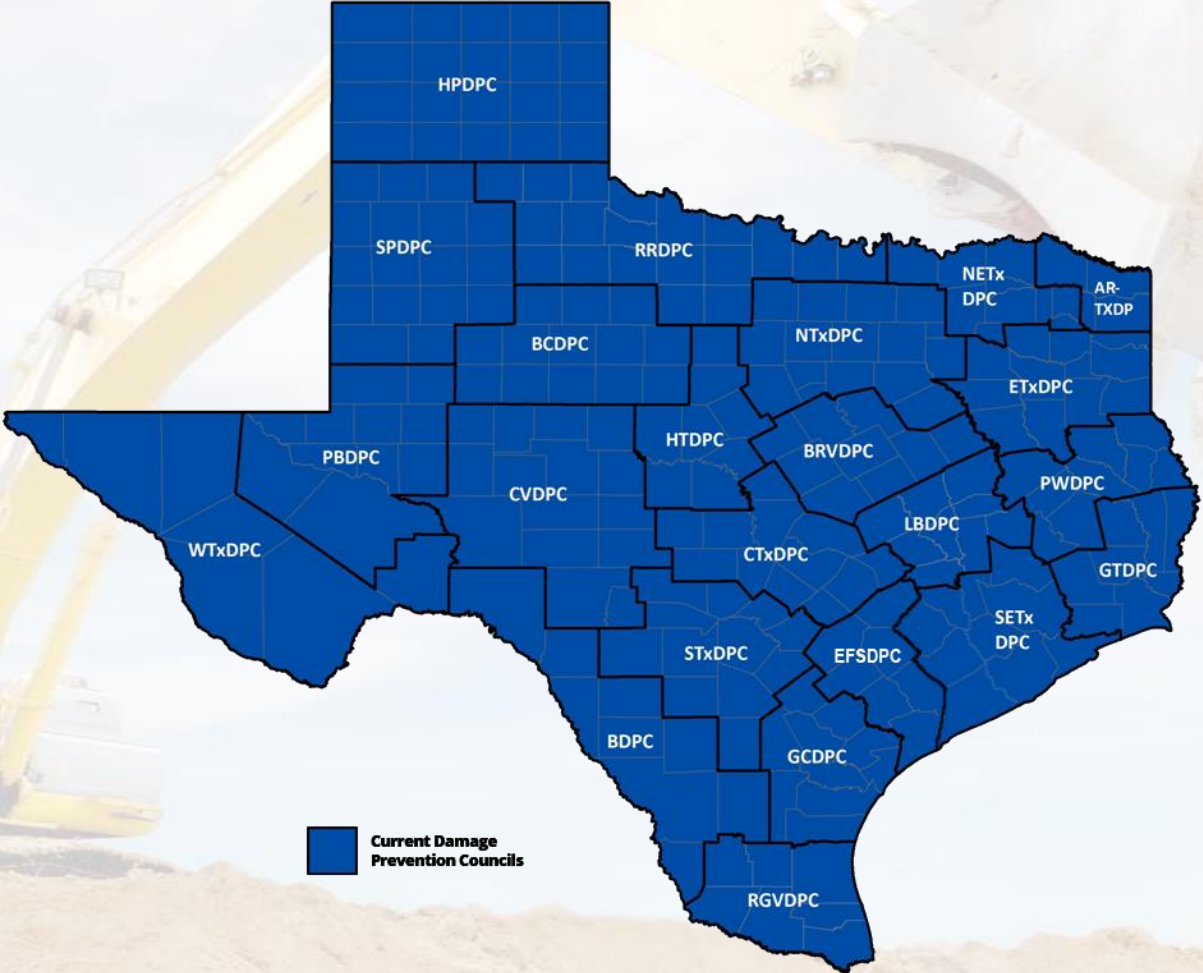 HPDPC
SPDPC
RRDPC
NETx
DPC
AR-
TXDP
BCDPC
NTxDPC
ETxDPC
HTDPC
BRVDPC
PBDPC
CVDPC
PWDPC
LBDPC
WTxDPC
CTxDPC
GTDPC
SETx
DPC
STxDPC
EFSDPC
BDPC
GCDPC
Current Damage
Prevention Councils
RGVDPC